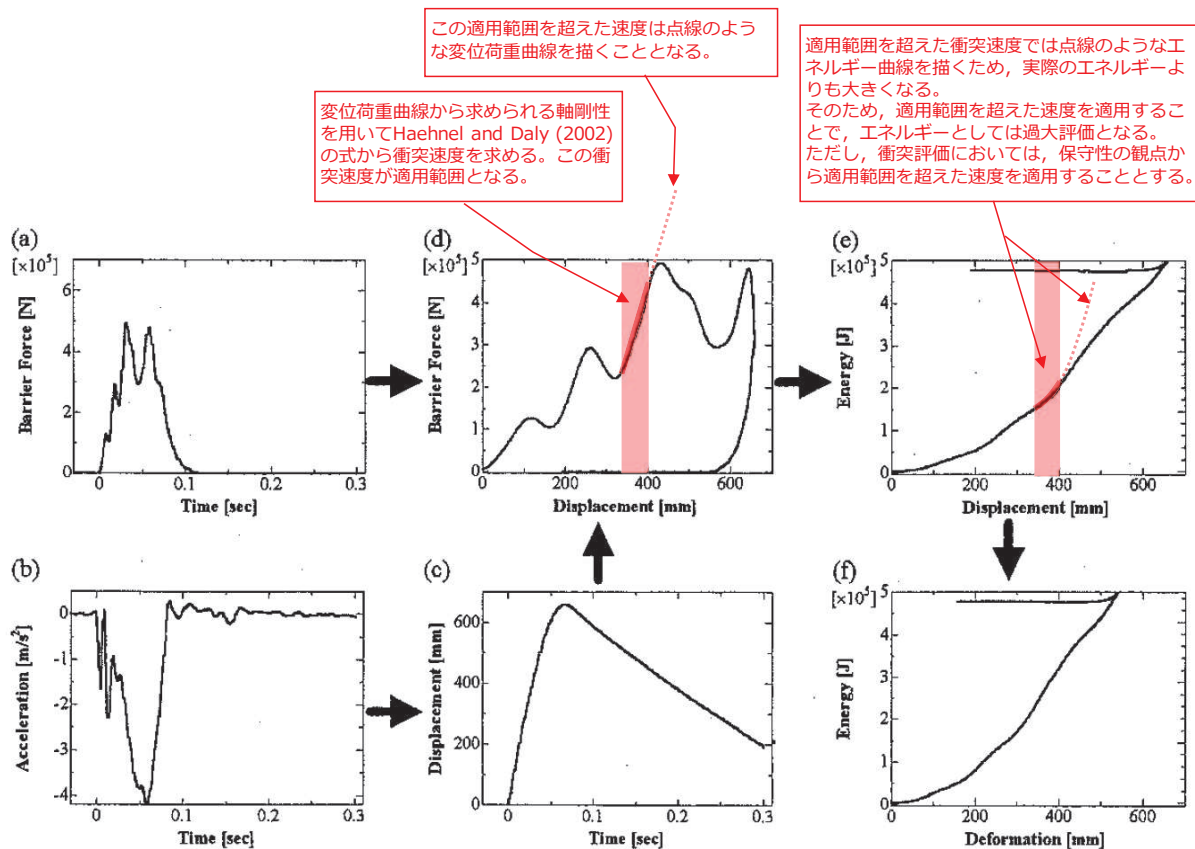 この適用範囲を超えた速度は点線のよう
な変位荷重曲線を描くこととなる。
適用範囲を超えた衝突速度では点線のようなエ
ネルギー曲線を描くため，実際のエネルギーよ
りも大きくなる。
そのため，適用範囲を超えた速度を適用するこ
とで，エネルギーとしては過大評価となる。
ただし，衝突評価においては，保守性の観点か
ら適用範囲を超えた速度を適用することとする。
変位荷重曲線から求められる軸剛性
を用いてHaehnel and Daly (2002)
の式から衝突速度を求める。この衝
突速度が適用範囲となる。
(a)
[×10⁵]
6
4
2
0
Barrier Force [N]
0 0.1 0.2 0.3
Time [sec]
(d)
[×10⁵]
5
4
3
2
1
0
Barrier Force [N]
0 200 400 600
Displacement [mm]
(e)
[×10⁵]
5
4
3
2
1
0
Energy [J]
0 200 400 600
Displacement [mm]
(b)
0
-1
-2
-3
-4
Acceleration [m/s²]
0 0.1 0.2 0.3
Time [sec]
(c)
600
400
200
0
Displacement [mm]
0 0.1 0.2 0.3
Time [sec]
(f)
[×10⁵]
5
4
3
2
1
0
Energy [J]
0 200 400 600
Deformation [mm]